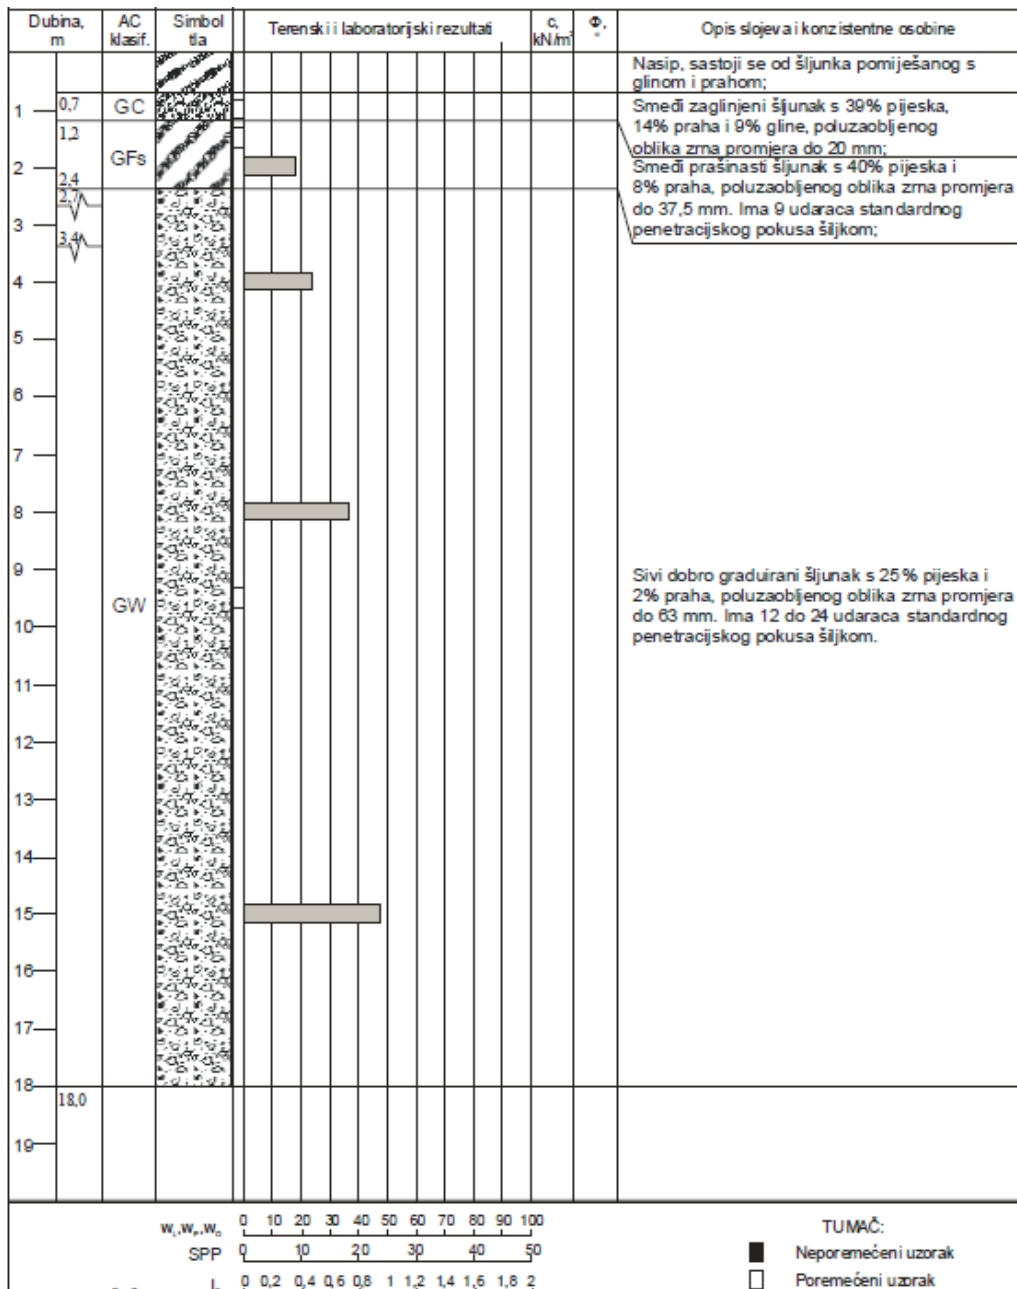 Dubina, m
AC klasif.
Simbol tla
Terenski i laboratorijski rezultati
c, kN/m²
Φ, °
Opis slojeva i konzistentne osobine
Nasip, sastoji se od šljunka pomiješanog s
glinom i prahom;
0,7
1
GC
Smeđi zaglinjeni šljunak s 39% pijeska,
14% praha i 9% gline, poluzaobljenog
oblika zrna promjera do 20 mm;
1,2
GFs
2
2,4
Smeđi prašinasti šljunak s 40% pijeska i
8% praha, poluzaobljenog oblika zrna promjera
do 37,5 mm. Ima 9 udaraca standardnog
penetracijskog pokusa šiljkom;
2,7
3
3,4
4
5
6
7
8
9
GW
Sivi dobro graduirani šljunak s 25% pijeska i
2% praha, poluzaobljenog oblika zrna promjera
do 63 mm. Ima 12 do 24 udaraca standardnog
penetracijskog pokusa šiljkom.
10
11
12
13
14
15
16
17
18
18,0
19
0 10 20 30 40 50 60 70 80 90 100
SPP 0 10 20 30 40 50
0 0,2 0,4 0,6 0,8 1 1,2 1,4 1,6 1,8 2
TUMAČ:
Neporemećeni uzorak
Poremećeni uzorak